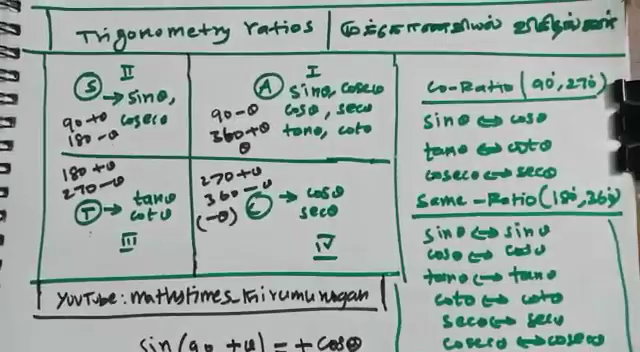 Trigonometry ratios
II
S → sinθ, cosecθ
90+θ
180-θ
I
A sinθ, cosecθ
cosθ, secθ
tanθ, cotθ
90-θ
360+θ
θ
180+θ
270-θ
T → tanθ
cotθ
III
270+θ
360-θ
(-θ)
C → cosθ
secθ
IV
YouTube: mathstimes_thirumurugan
sin(90+θ) = +cosθ
Co-Ratio (90°, 270°)
sinθ ↔ cosθ
tanθ ↔ cotθ
cosecθ ↔ secθ
Same-Ratio (180°, 360°)
sinθ ↔ sinθ
cosθ ↔ cosθ
tanθ ↔ tanθ
cotθ ↔ cotθ
secθ ↔ secθ
cosecθ ↔ cosecθ